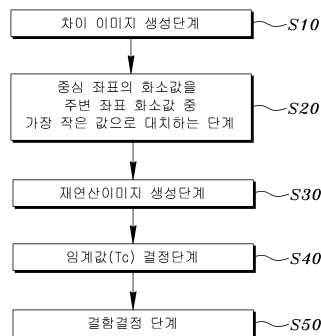 차이 이미지 생성단계
S10
중심 좌표의 화소값을
주변 좌표 화소값 중
가장 작은 값으로 대치하는 단계
S20
재연산이미지 생성단계
S30
임계값(Tc) 결정단계
S40
결함결정 단계
S50